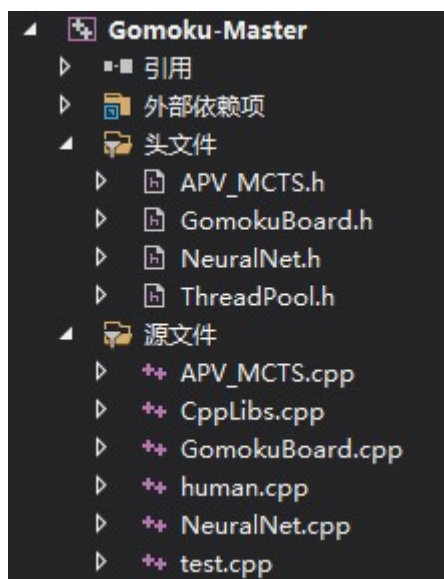 Gomoku-Master
引用
外部依赖项
头文件
APV_MCTS.h
GomokuBoard.h
NeuralNet.h
ThreadPool.h
源文件
APV_MCTS.cpp
CppLibs.cpp
GomokuBoard.cpp
human.cpp
NeuralNet.cpp
test.cpp